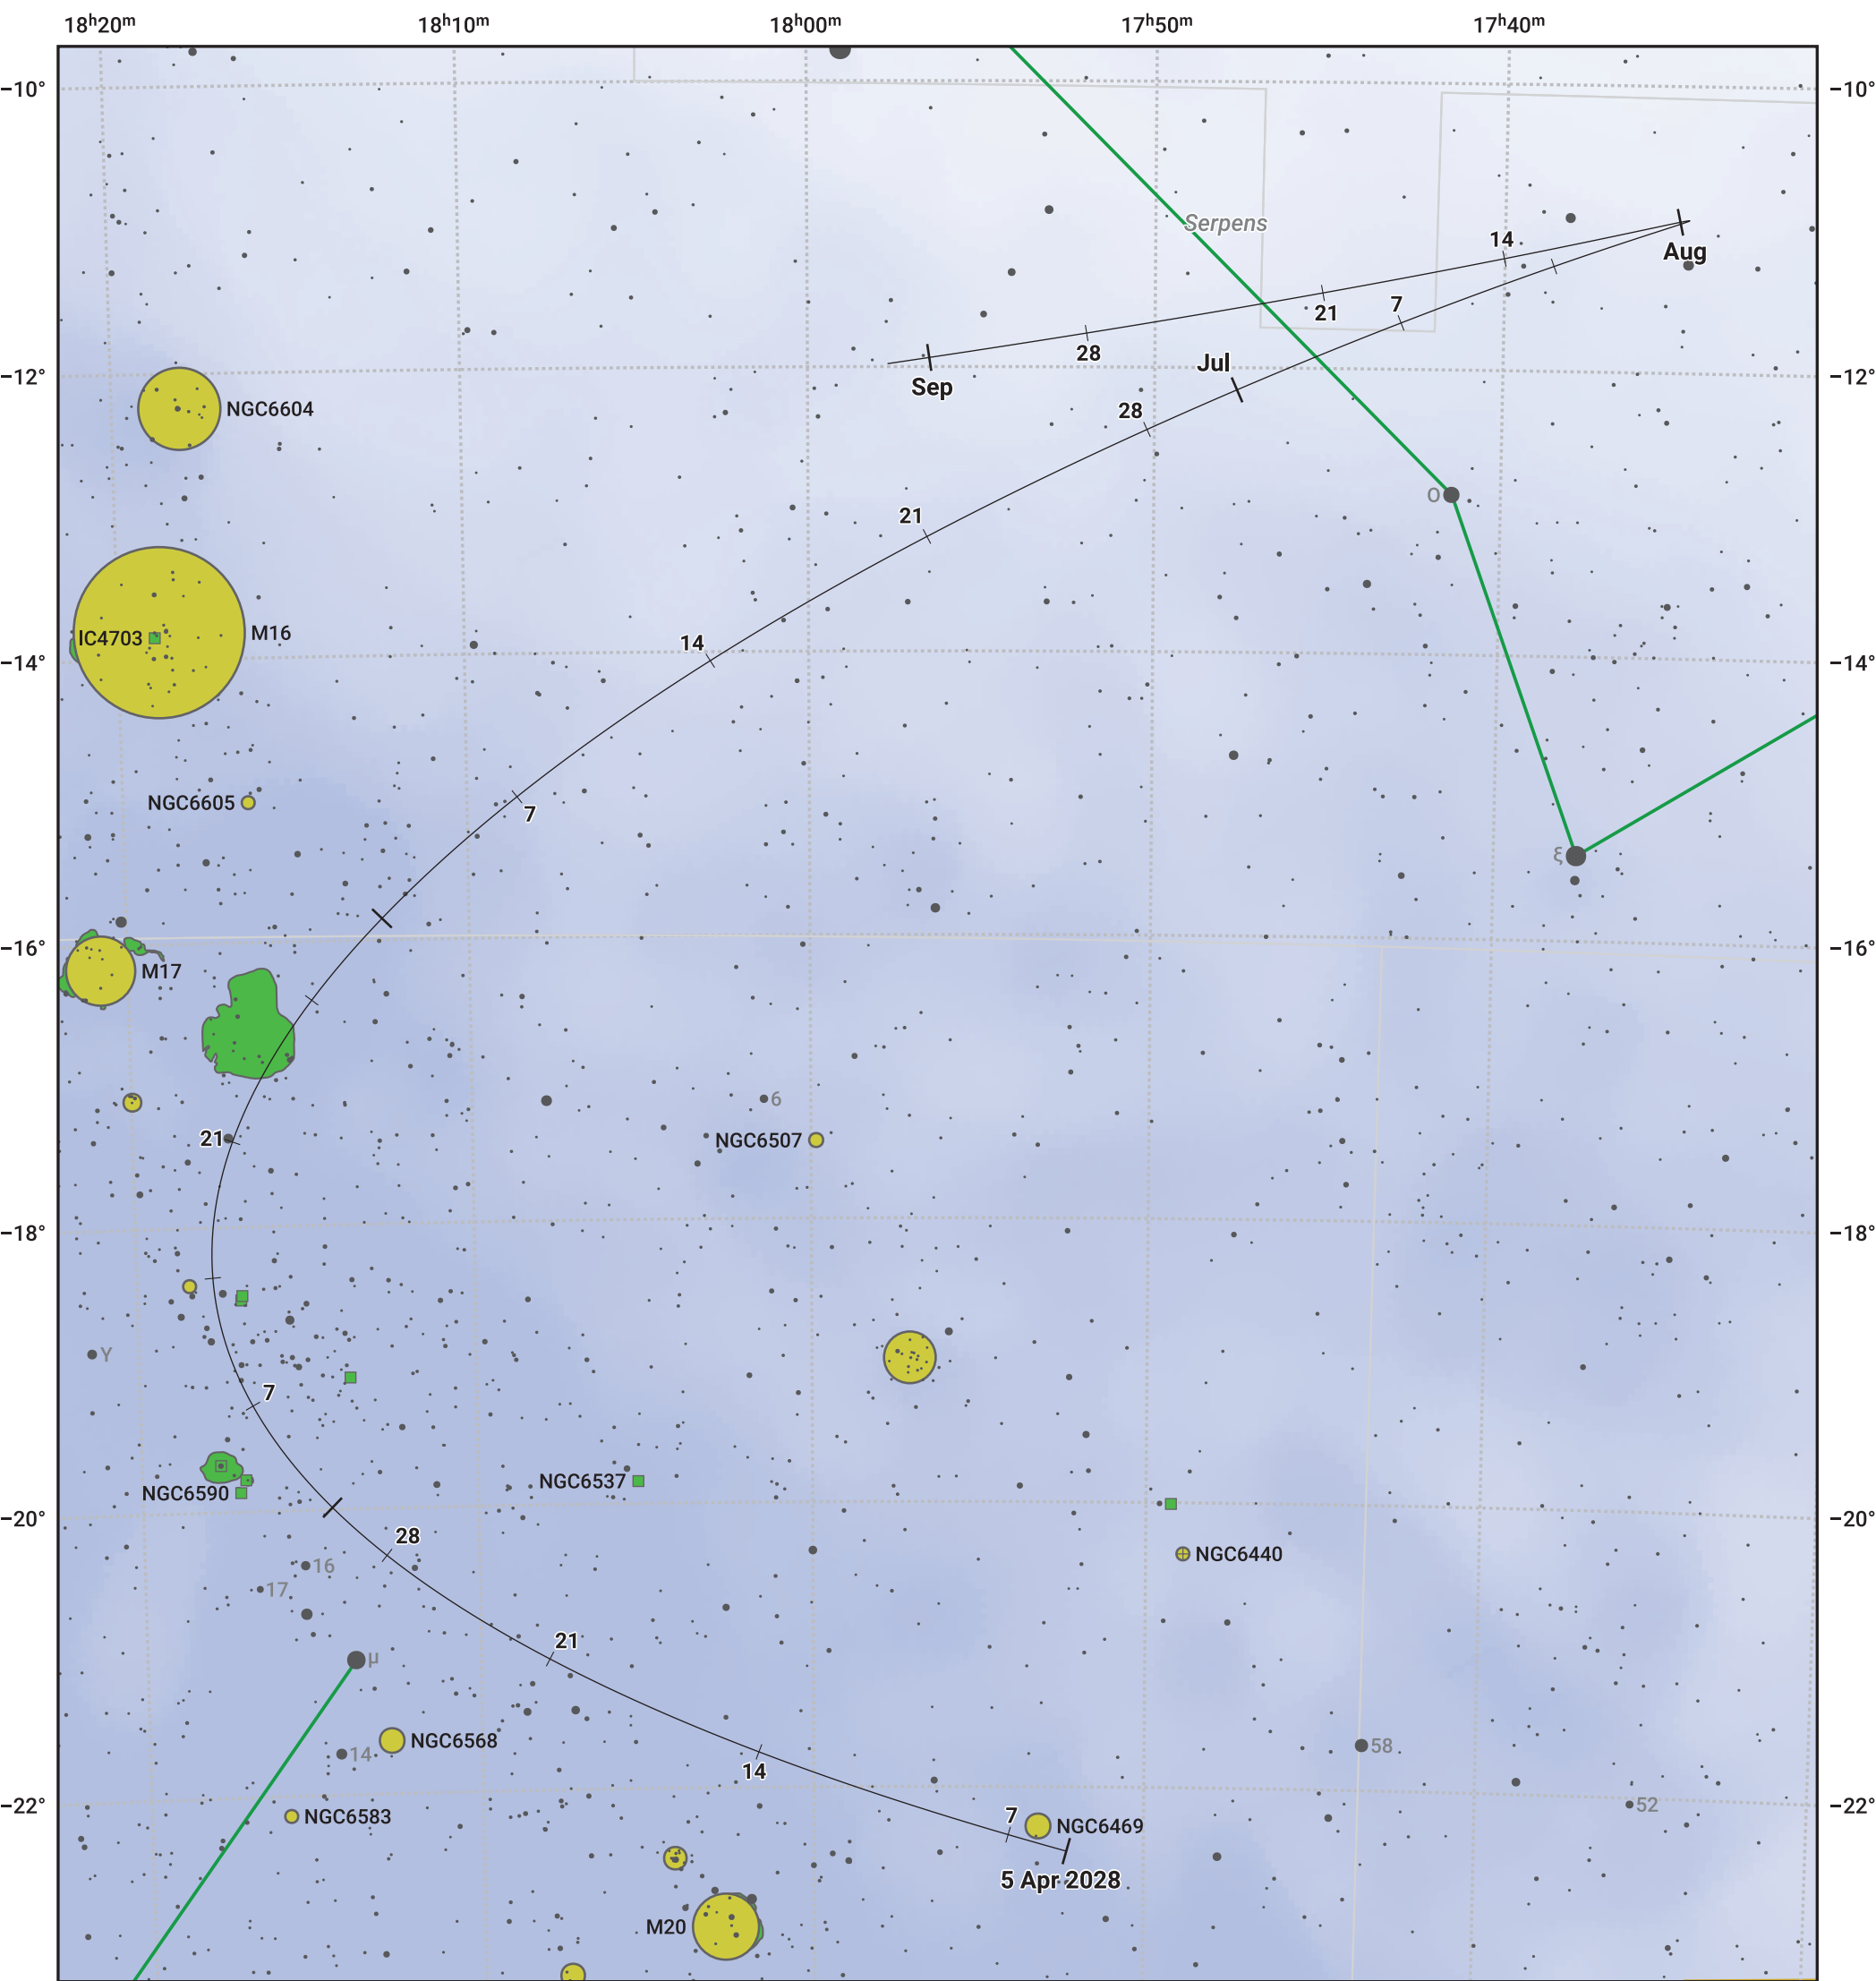 18ʰ20ᵐ 18ʰ10ᵐ 18ʰ00ᵐ 17ʰ50ᵐ 17ʰ40ᵐ
−10° −10°
Serpens
14
Aug
7
21
28
Jul
−12° Sep −12°
28
NGC6604
O
21
IC4703 M16
14
−14° −14°
NGC6605
7
ξ
−16° −16°
M17
6
21 NGC6507
−18° −18°
Y
7
NGC6537
NGC6590
−20° −20°
28
NGC6440
16
17
21
μ
NGC6568
58
14
14
−22° −22°
52
NGC6583
7
NGC6469
5 Apr 2028
M20